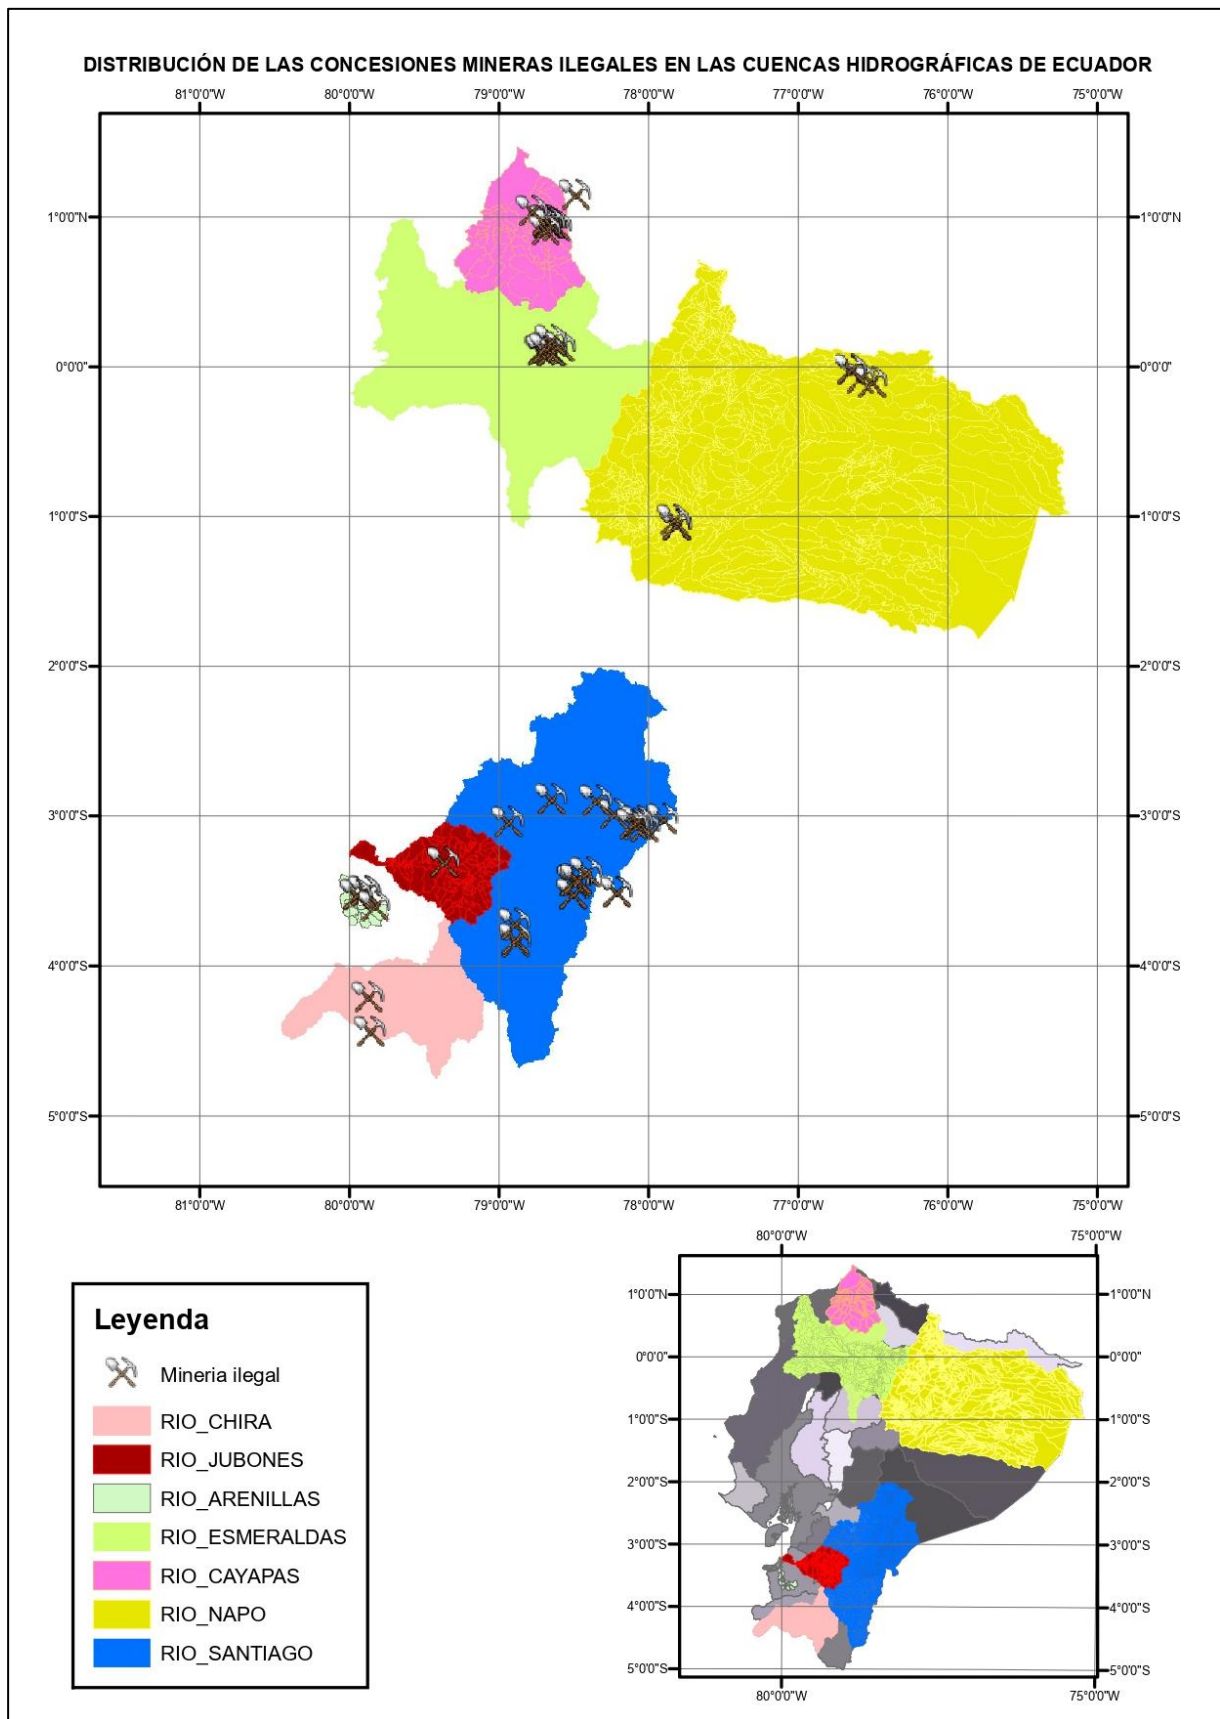 DISTRIBUCIÓN DE LAS CONCESIONES MINERAS ILEGALES EN LAS CUENCAS HIDROGRÁFICAS DE ECUADOR
81°0'0"W 80°0'0"W 79°0'0"W 78°0'0"W 77°0'0"W 76°0'0"W 75°0'0"W
1°0'0"N 1°0'0"N
0°0'0" 0°0'0"
1°0'0"S 1°0'0"S
2°0'0"S 2°0'0"S
3°0'0"S 3°0'0"S
4°0'0"S 4°0'0"S
5°0'0"S 5°0'0"S
81°0'0"W 80°0'0"W 79°0'0"W 78°0'0"W 77°0'0"W 76°0'0"W 75°0'0"W
Leyenda
Mineria ilegal
RIO_CHIRA
RIO_JUBONES
RIO_ARENILLAS
RIO_ESMERALDAS
RIO_CAYAPAS
RIO_NAPO
RIO_SANTIAGO
80°0'0"W 75°0'0"W
1°0'0"N 1°0'0"N
0°0'0" 0°0'0"
1°0'0"S 1°0'0"S
2°0'0"S 2°0'0"S
3°0'0"S 3°0'0"S
4°0'0"S 4°0'0"S
5°0'0"S 5°0'0"S
80°0'0"W 75°0'0"W